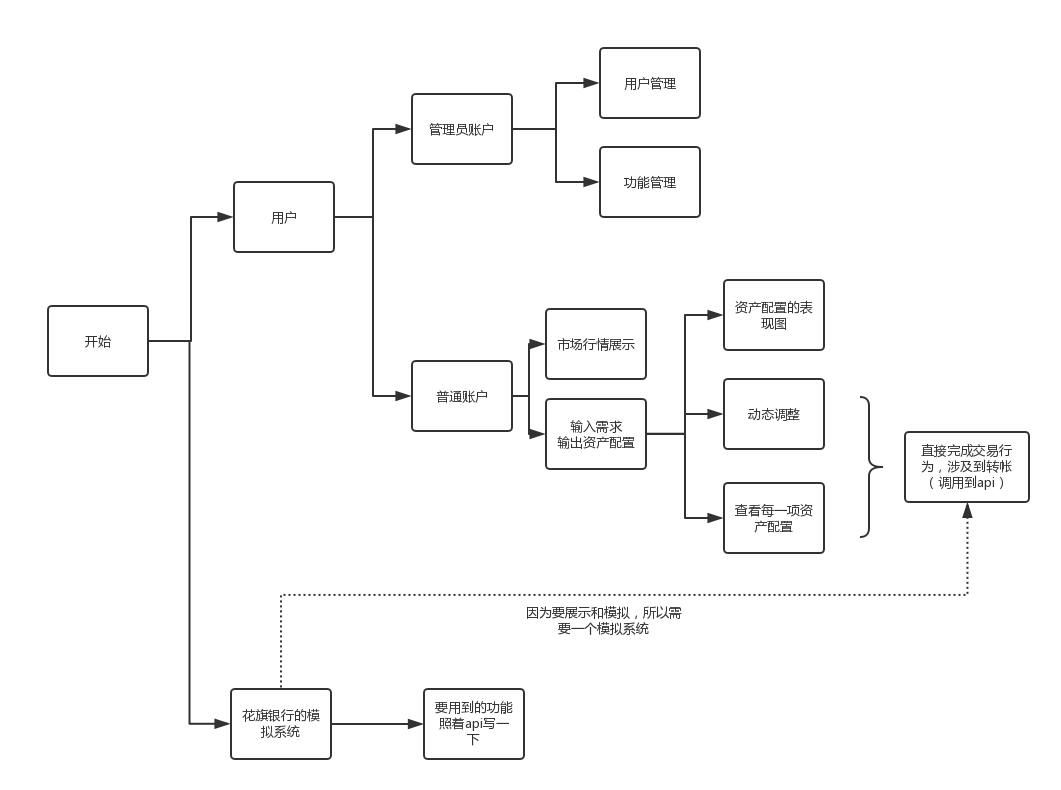 用户管理
管理员账户
功能管理
用户
开始
资产配置的表
现图
市场行情展示
普通账户
输入需求
输出资产配置
动态调整
查看每一项资
产配置
直接完成交易行
为，涉及到转帐
（调用到api）
因为要展示和模拟，所以需
要一个模拟系统
花旗银行的模
拟系统
要用到的功能
照着api写一
下